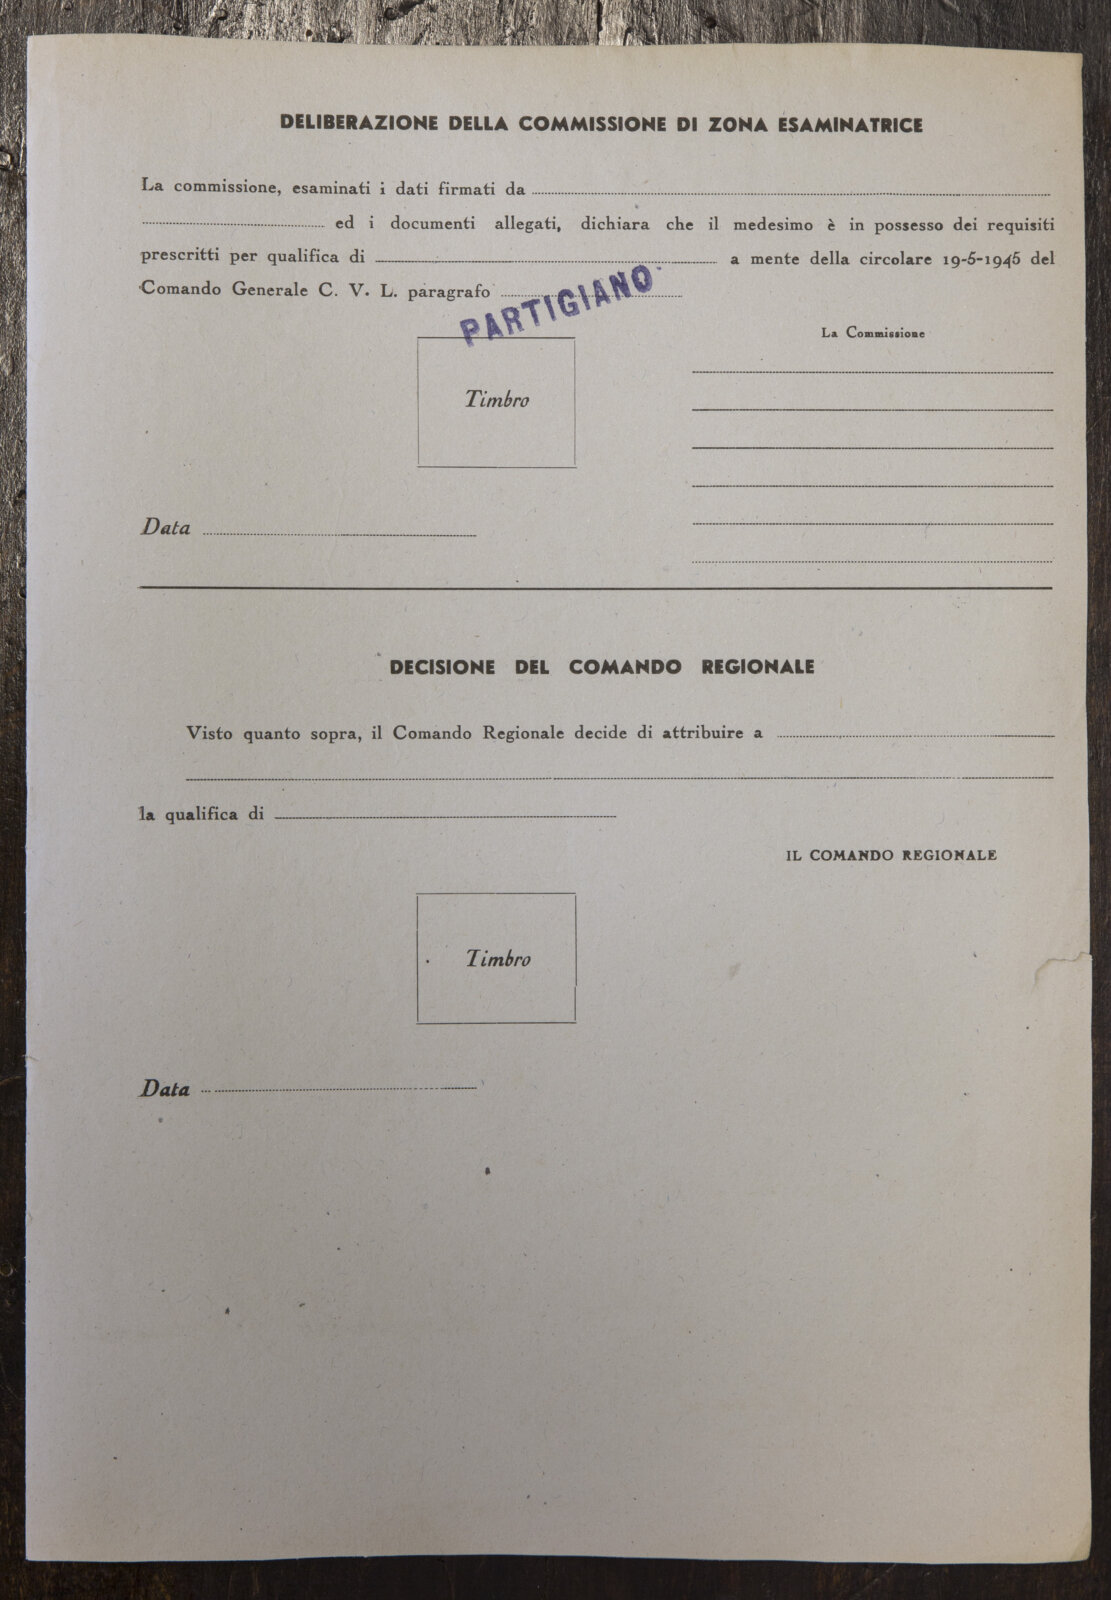 DELIBERAZIONE DELLA COMMISSIONE DI ZONA ESAMINATRICE
La commissione, esaminati i dati firmati da
ed i documenti allegati, dichiara che il medesimo è in possesso dei requisiti
prescritti per qualifica di a mente della circolare 19-5-1945 del
Comando Generale C. V. L. paragrafo
PARTIGIANO
La Commissione
Timbro
Data
DECISIONE DEL COMANDO REGIONALE
Visto quanto sopra, il Comando Regionale decide di attribuire a
la qualifica di
IL COMANDO REGIONALE
Timbro
Data